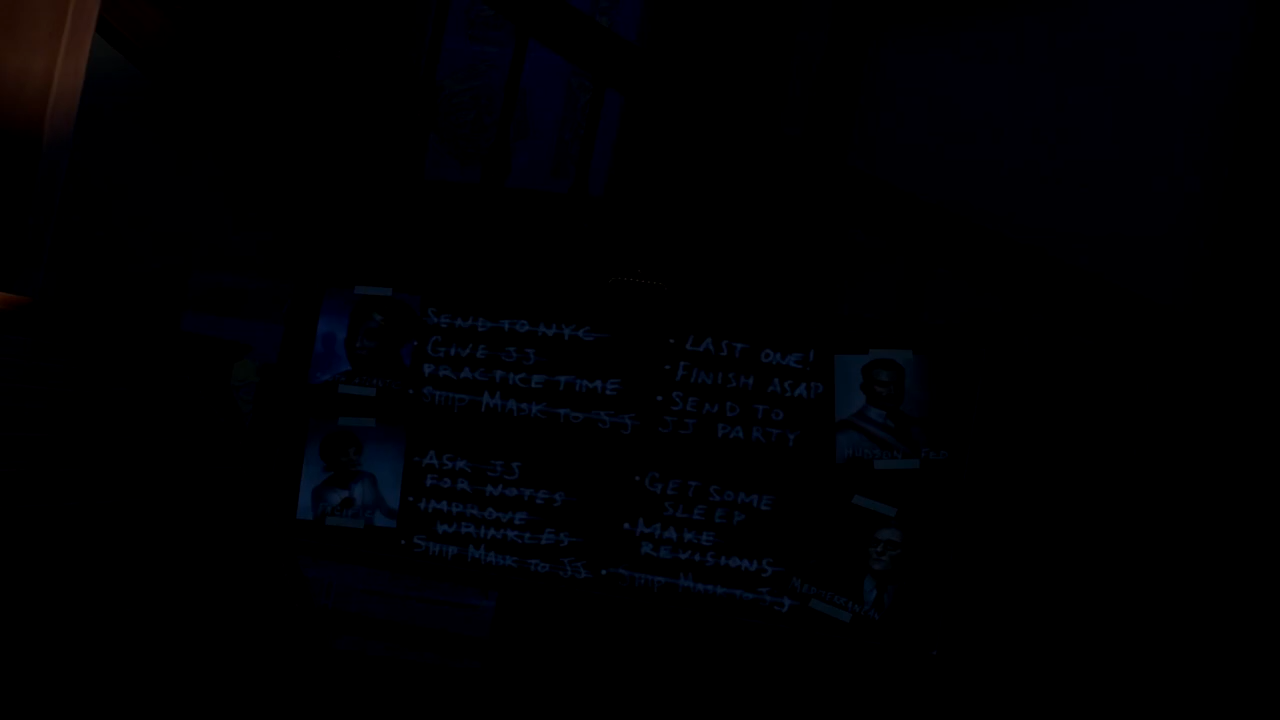 SEND TO NYC
• GIVE JJ
PRACTICE TIME
• SHIP MASK TO JJ
• LAST ONE!
• FINISH ASAP
• SEND TO
JJ PARTY
• ASK JJ
FOR NOTES
• IMPROVE
WRINKLES
• SHIP MASK TO JJ
• GET SOME
SLEEP
• MAKE
REVISIONS
• SHIP MASK TO JJ
HUDSON
MEDITERRANEAN